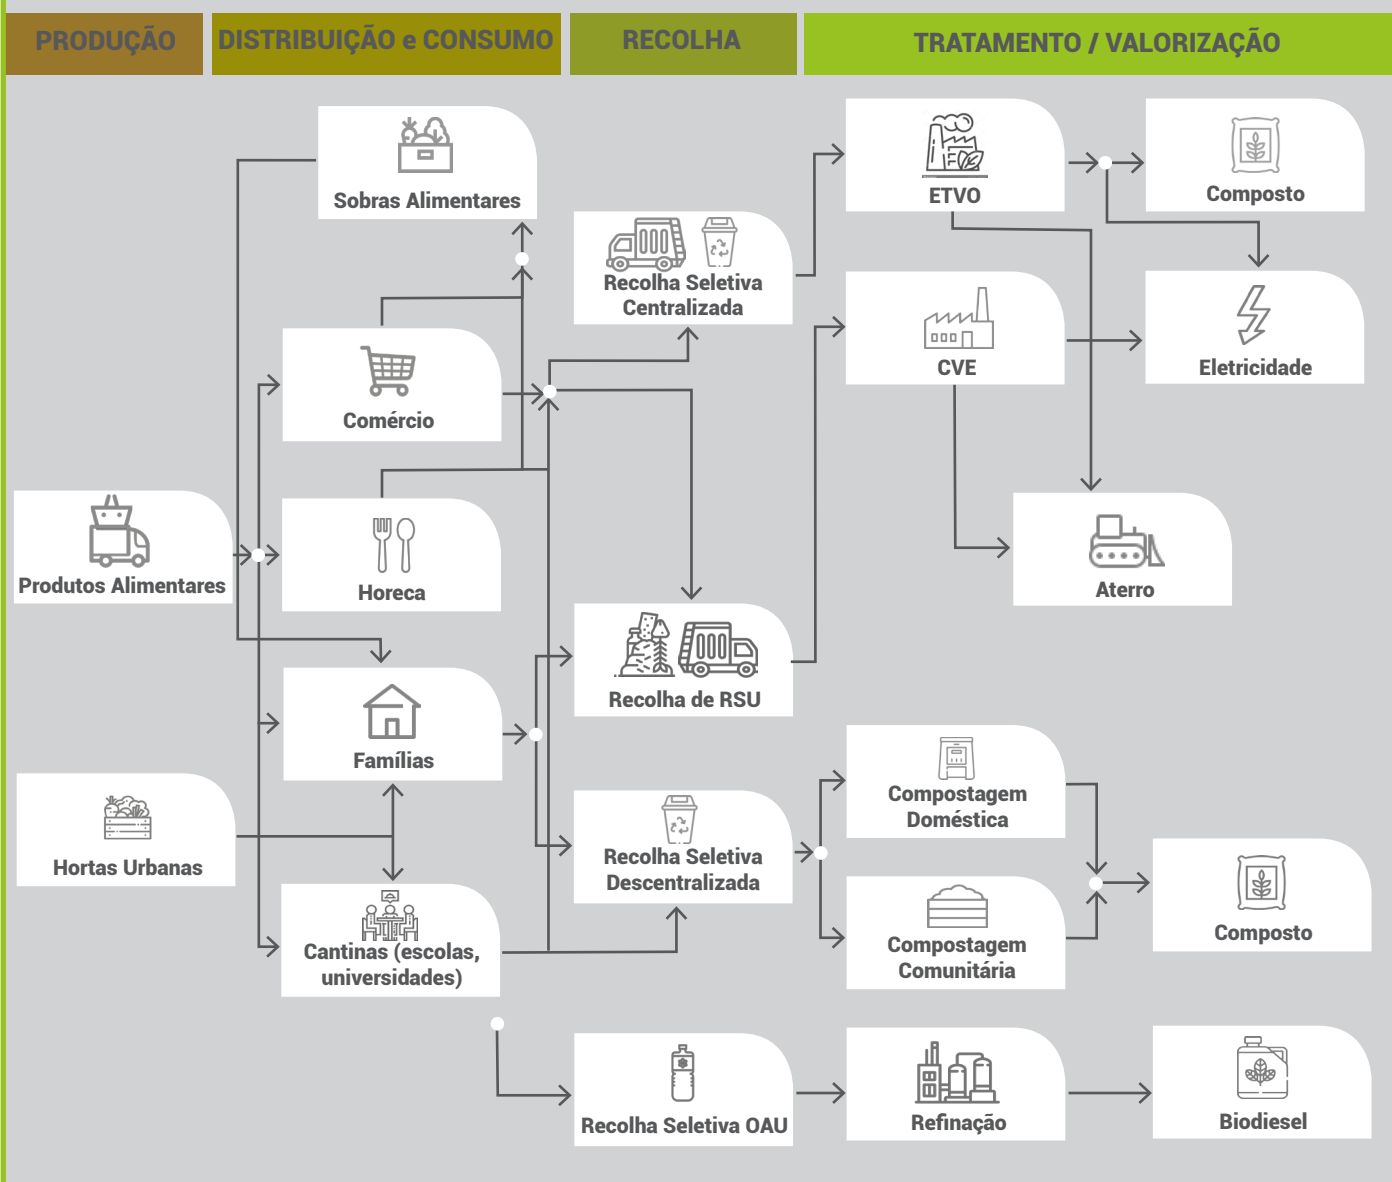 PRODUÇÃO
DISTRIBUIÇÃO e CONSUMO
RECOLHA
TRATAMENTO / VALORIZAÇÃO
Sobras Alimentares
ETVO
Composto
Recolha Seletiva
Centralizada
Comércio
CVE
Eletricidade
Produtos Alimentares
Horeca
Aterro
Famílias
Recolha de RSU
Hortas Urbanas
Compostagem
Doméstica
Recolha Seletiva
Descentralizada
Composto
Cantinas (escolas,
universidades)
Compostagem
Comunitária
Recolha Seletiva OAU
Refinação
Biodiesel